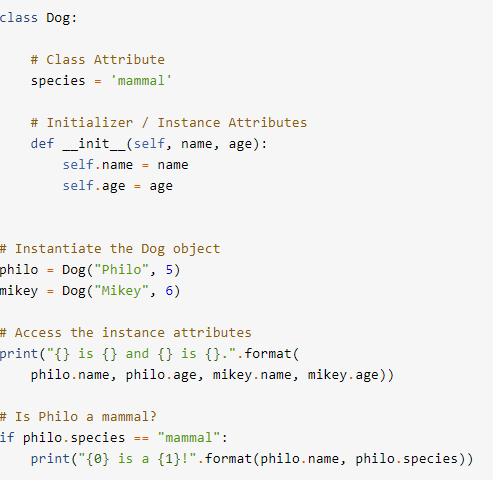 class Dog:

    # Class Attribute
    species = 'mammal'

    # Initializer / Instance Attributes
    def __init__(self, name, age):
        self.name = name
        self.age = age


# Instantiate the Dog object
philo = Dog("Philo", 5)
mikey = Dog("Mikey", 6)

# Access the instance attributes
print("{} is {} and {} is {}.".format(
    philo.name, philo.age, mikey.name, mikey.age))

# Is Philo a mammal?
if philo.species == "mammal":
    print("{0} is a {1}!".format(philo.name, philo.species))